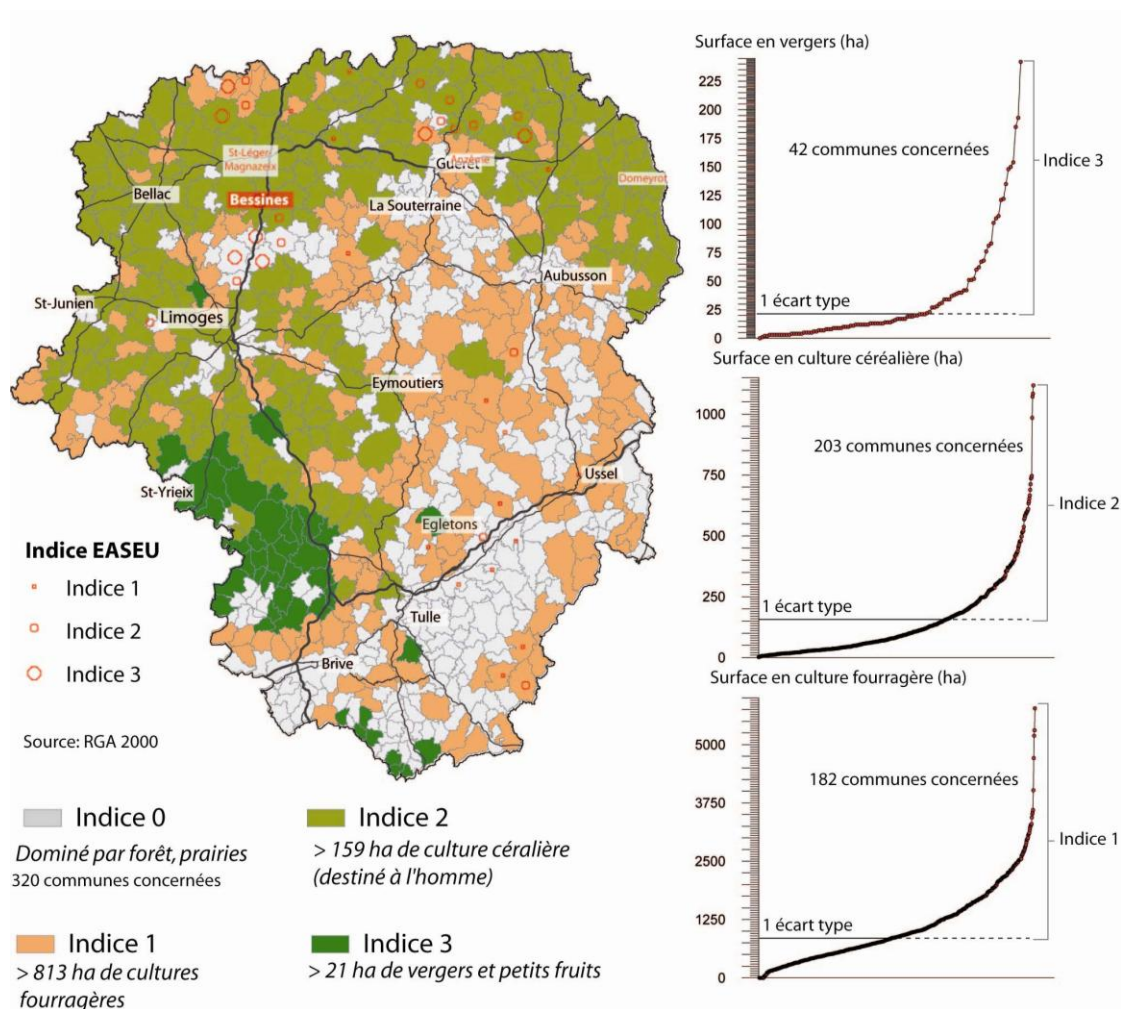 St-Léger
Magnazeix
Bellac
Bessines
Guéret
Anzême
Domeyrot
La Souterraine
Aubusson
St-Junien
Limoges
Eymoutiers
Ussel
St-Yrieix
Egletons
Tulle
Brive
Indice EASEU
Indice 1
Indice 2
Indice 3
Source: RGA 2000
Indice 0
Dominé par forêt, prairies
320 communes concernées
Indice 2
> 159 ha de culture céralière
(destiné à l'homme)
Indice 1
> 813 ha de cultures
fourragères
Indice 3
> 21 ha de vergers et petits fruits
Surface en vergers (ha)
225
200
175
150
125
100
75
50
25
0
42 communes concernées
Indice 3
1 écart type
Surface en culture céréalière (ha)
1000
750
500
250
0
203 communes concernées
Indice 2
1 écart type
Surface en culture fourragère (ha)
5000
3750
2500
1250
0
182 communes concernées
Indice 1
1 écart type